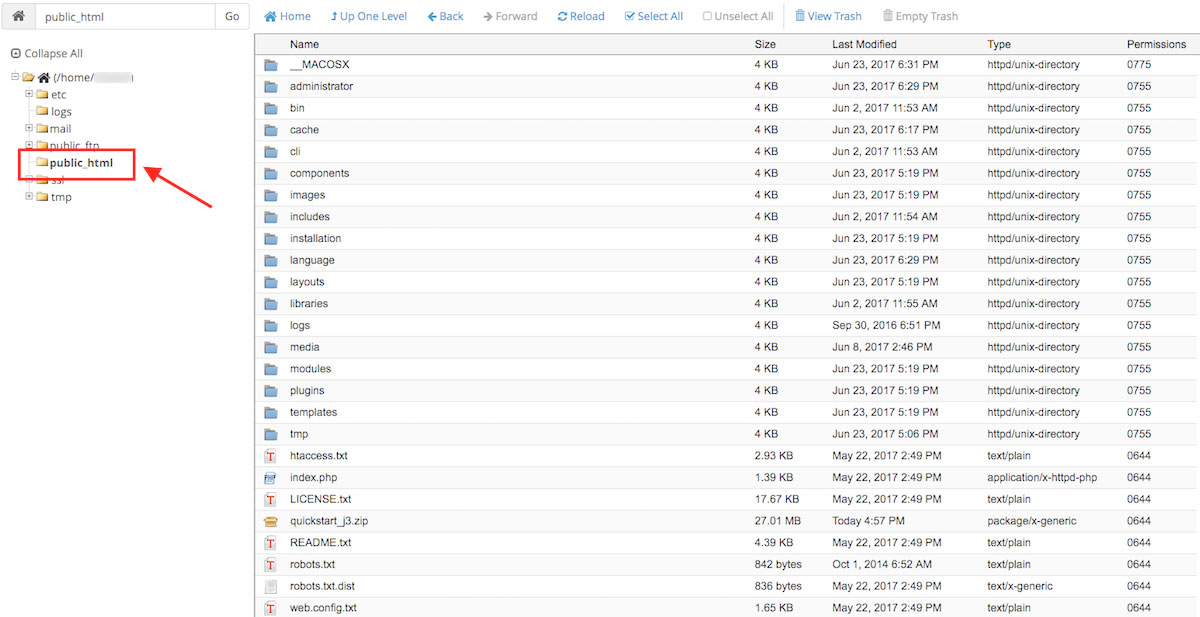 public_html Go Home Up One Level Back Forward Reload Select All Unselect All View Trash Empty Trash
Collapse All
(/home/ )
etc
logs
mail
public_ftp
public_html
ssl
tmp
Name Size Last Modified Type Permissions
__MACOSX 4 KB Jun 23, 2017 6:31 PM httpd/unix-directory 0775
administrator 4 KB Jun 23, 2017 6:29 PM httpd/unix-directory 0755
bin 4 KB Jun 2, 2017 11:53 AM httpd/unix-directory 0755
cache 4 KB Jun 23, 2017 6:17 PM httpd/unix-directory 0755
cli 4 KB Jun 2, 2017 11:53 AM httpd/unix-directory 0755
components 4 KB Jun 23, 2017 5:19 PM httpd/unix-directory 0755
images 4 KB Jun 23, 2017 5:19 PM httpd/unix-directory 0755
includes 4 KB Jun 2, 2017 11:54 AM httpd/unix-directory 0755
installation 4 KB Jun 23, 2017 5:19 PM httpd/unix-directory 0755
language 4 KB Jun 23, 2017 6:29 PM httpd/unix-directory 0755
layouts 4 KB Jun 23, 2017 5:19 PM httpd/unix-directory 0755
libraries 4 KB Jun 2, 2017 11:55 AM httpd/unix-directory 0755
logs 4 KB Sep 30, 2016 6:51 PM httpd/unix-directory 0755
media 4 KB Jun 8, 2017 2:46 PM httpd/unix-directory 0755
modules 4 KB Jun 23, 2017 5:19 PM httpd/unix-directory 0755
plugins 4 KB Jun 23, 2017 5:19 PM httpd/unix-directory 0755
templates 4 KB Jun 23, 2017 5:19 PM httpd/unix-directory 0755
tmp 4 KB Jun 23, 2017 5:06 PM httpd/unix-directory 0755
htaccess.txt 2.93 KB May 22, 2017 2:49 PM text/plain 0644
index.php 1.39 KB May 22, 2017 2:49 PM application/x-httpd-php 0644
LICENSE.txt 17.67 KB May 22, 2017 2:49 PM text/plain 0644
quickstart_j3.zip 27.01 MB Today 4:57 PM package/x-generic 0644
README.txt 4.39 KB May 22, 2017 2:49 PM text/plain 0644
robots.txt 842 bytes Oct 1, 2014 6:52 AM text/plain 0644
robots.txt.dist 836 bytes May 22, 2017 2:49 PM text/x-generic 0644
web.config.txt 1.65 KB May 22, 2017 2:49 PM text/plain 0644